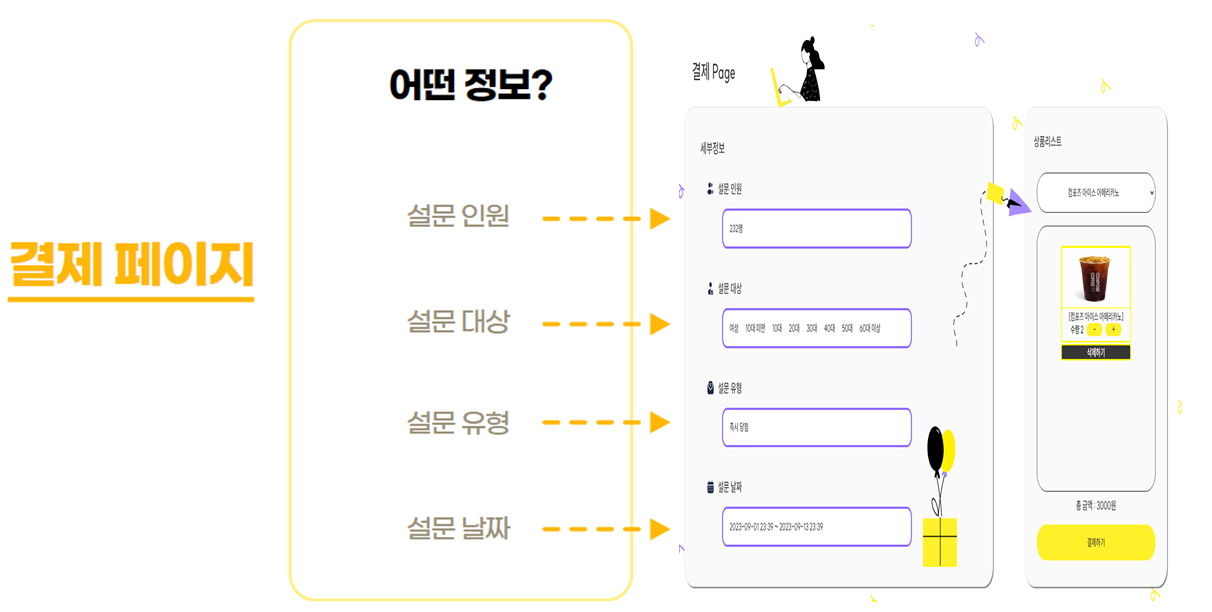 결제 페이지
어떤 정보?
설문 인원
설문 대상
설문 유형
설문 날짜
결제 Page
세부정보
설문 인원
232명
설문 대상
여성 10대 미만 10대 20대 30대 40대 50대 60대 이상
설문 유형
즉시 당첨
설문 날짜
2023-09-01 23:39 ~ 2023-09-13 23:39
상품리스트
컴포즈 아이스 아메리카노
COMPOSE
COFFEE
[컴포즈 아이스 아메리카노]
수량 2 - +
삭제하기
총 금액 : 3000원
결제하기